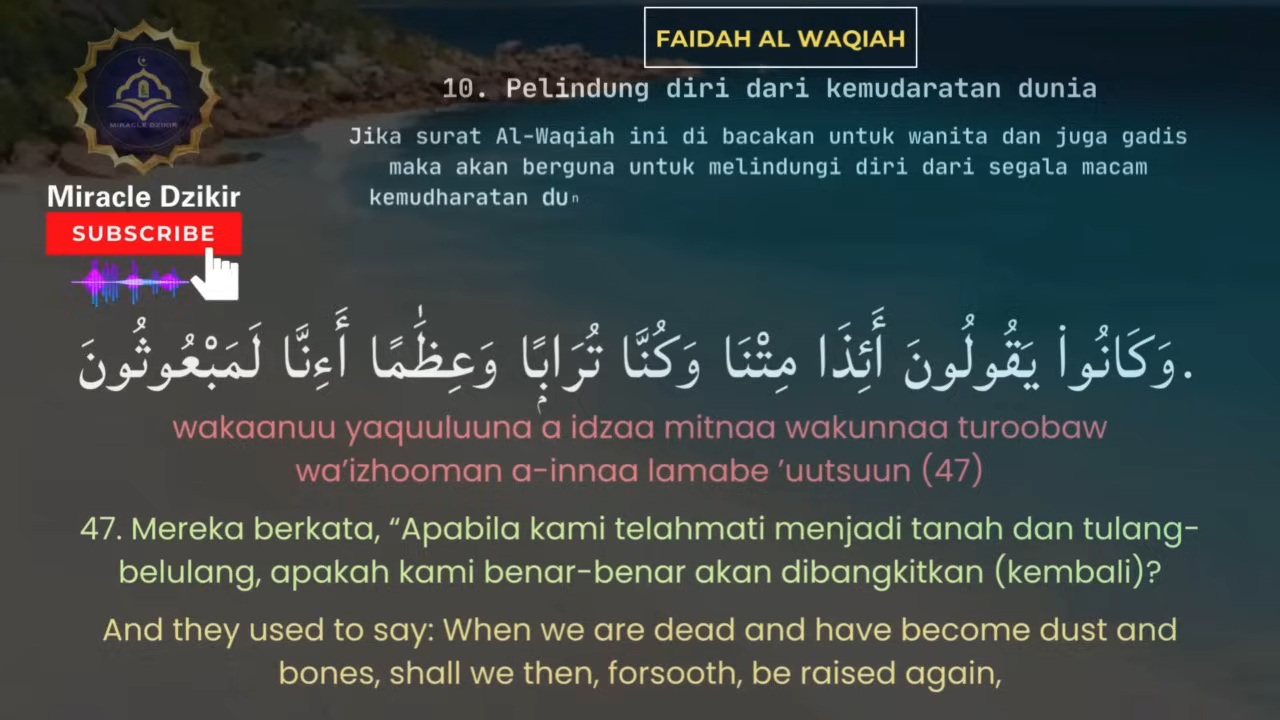 FAIDAH AL WAQIAH
10. Pelindung diri dari kemudaratan dunia
Jika surat Al-Waqiah ini di bacakan untuk wanita dan juga gadis
maka akan berguna untuk melindungi diri dari segala macam
kemudharatan dun
MIRACLE DZIKIR
Miracle Dzikir
SUBSCRIBE
وَكَانُوا۟ يَقُولُونَ أَئِذَا مِتْنَا وَكُنَّا تُرَابًۭا وَعِظَٰمًا أَءِنَّا لَمَبْعُوثُونَ.
wakaanuu yaquuluuna a idzaa mitnaa wakunnaa turoobaw
wa’izhooman a-innaa lamabe ’uutsuun (47)
47. Mereka berkata, “Apabila kami telahmati menjadi tanah dan tulang-
belulang, apakah kami benar-benar akan dibangkitkan (kembali)?
And they used to say: When we are dead and have become dust and
bones, shall we then, forsooth, be raised again,